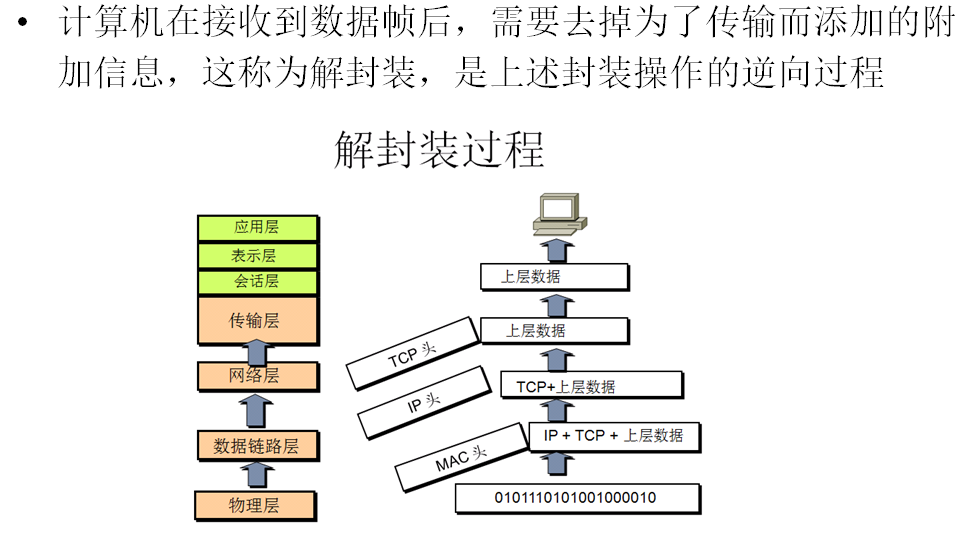 • 计算机在接收到数据帧后，需要去掉为了传输而添加的附
加信息，这称为解封装，是上述封装操作的逆向过程
解封装过程
应用层
表示层
会话层
传输层
网络层
数据链路层
物理层
上层数据
上层数据
TCP 头
TCP+上层数据
IP 头
IP + TCP + 上层数据
MAC 头
0101110101001000010